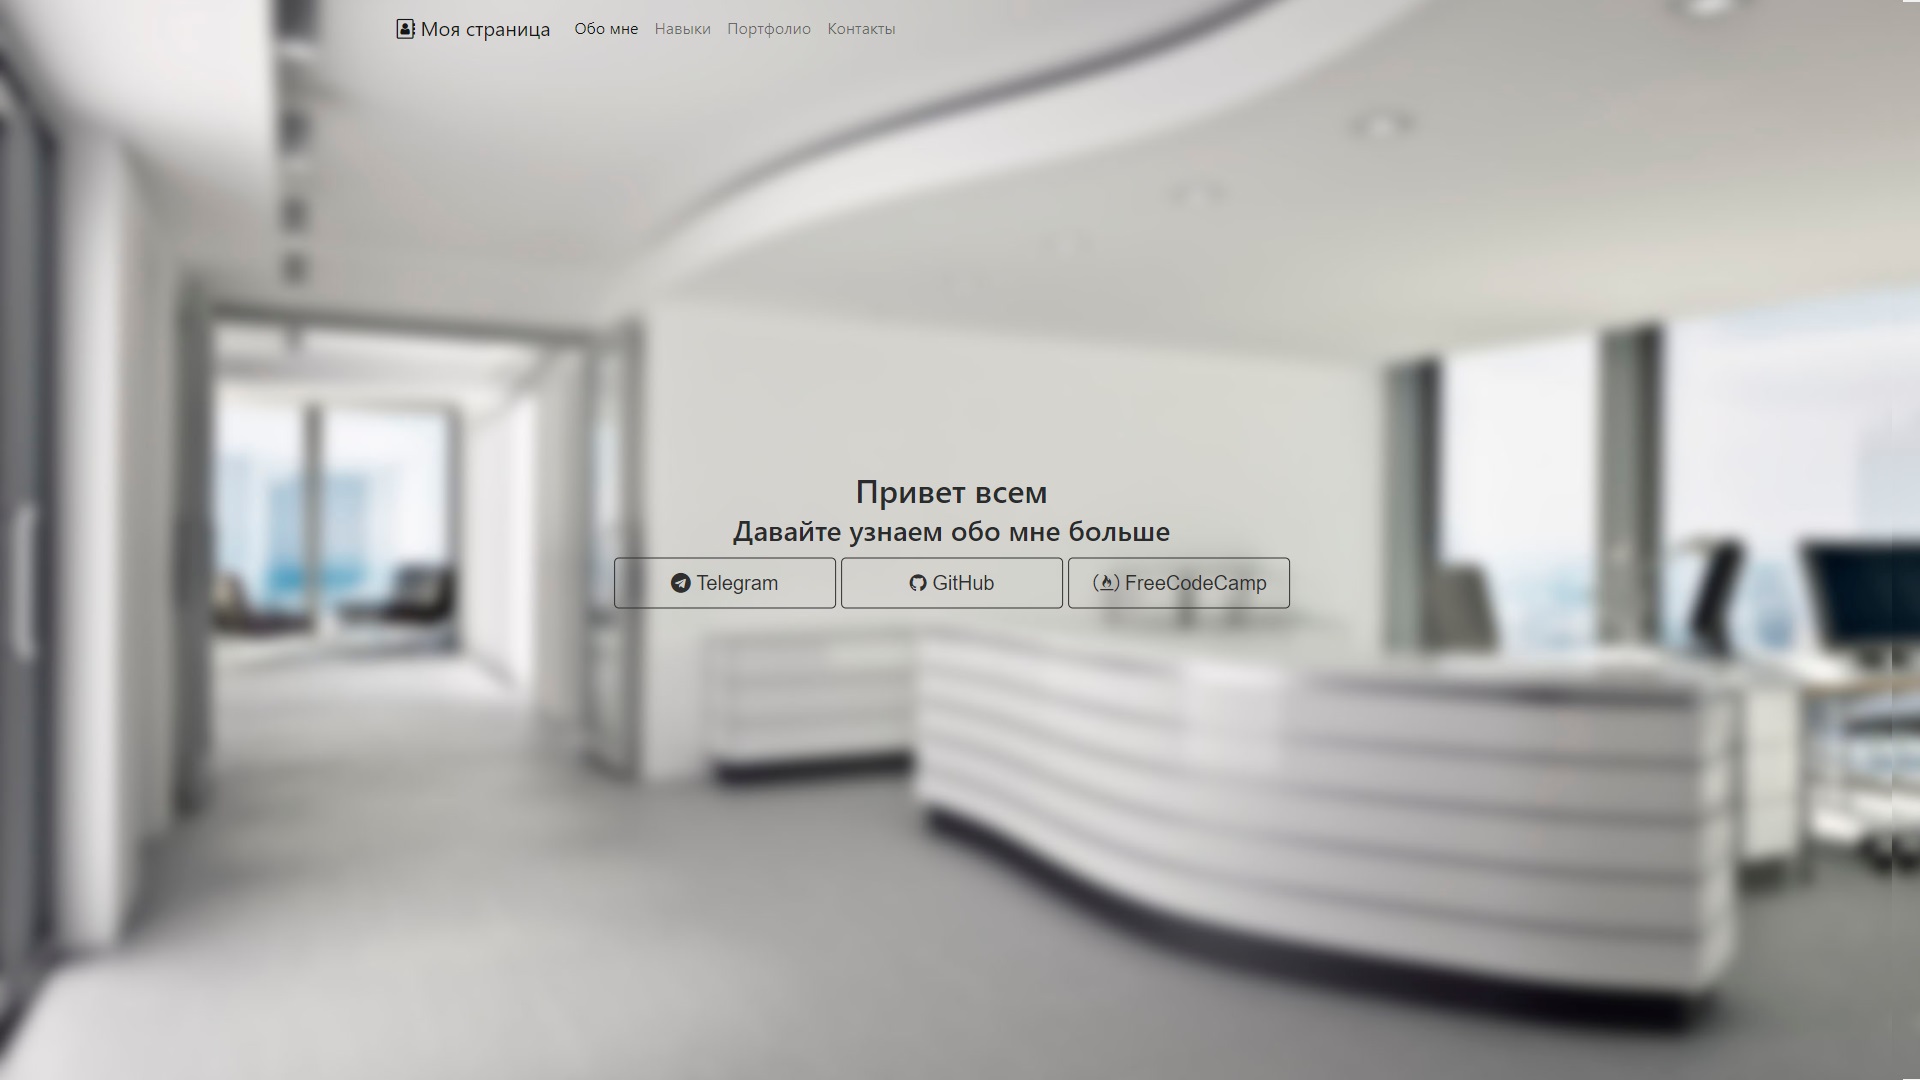 Моя страница Обо мне Навыки Портфолио Контакты
Привет всем
Давайте узнаем обо мне больше
Telegram GitHub FreeCodeCamp